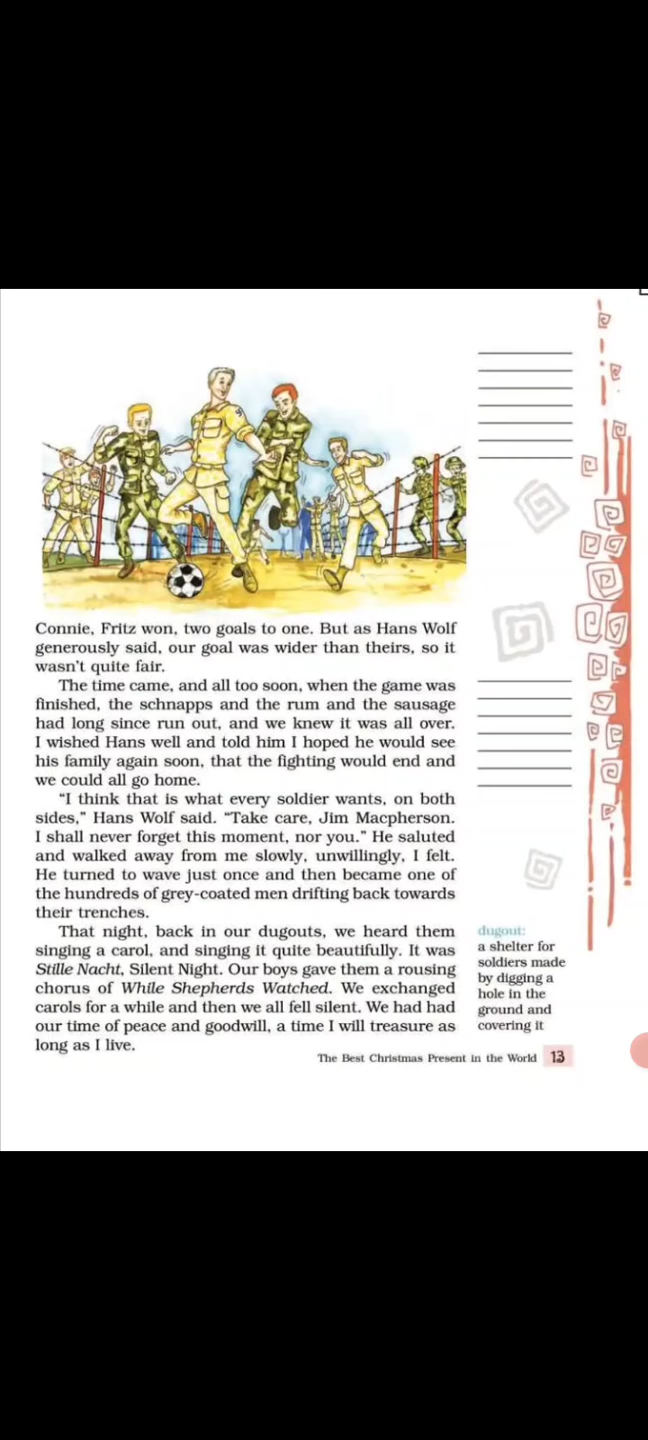 Connie, Fritz won, two goals to one. But as Hans Wolf
generously said, our goal was wider than theirs, so it
wasn't quite fair.
The time came, and all too soon, when the game was
finished, the schnapps and the rum and the sausage
had long since run out, and we knew it was all over.
I wished Hans well and told him I hoped he would see
his family again soon, that the fighting would end and
we could all go home.
“I think that is what every soldier wants, on both
sides,” Hans Wolf said. “Take care, Jim Macpherson.
I shall never forget this moment, nor you.” He saluted
and walked away from me slowly, unwillingly, I felt.
He turned to wave just once and then became one of
the hundreds of grey-coated men drifting back towards
their trenches.
That night, back in our dugouts, we heard them
singing a carol, and singing it quite beautifully. It was
Stille Nacht, Silent Night. Our boys gave them a rousing
chorus of While Shepherds Watched. We exchanged
carols for a while and then we all fell silent. We had had
our time of peace and goodwill, a time I will treasure as
long as I live.
dugout:
a shelter for
soldiers made
by digging a
hole in the
ground and
covering it
The Best Christmas Present in the World 13